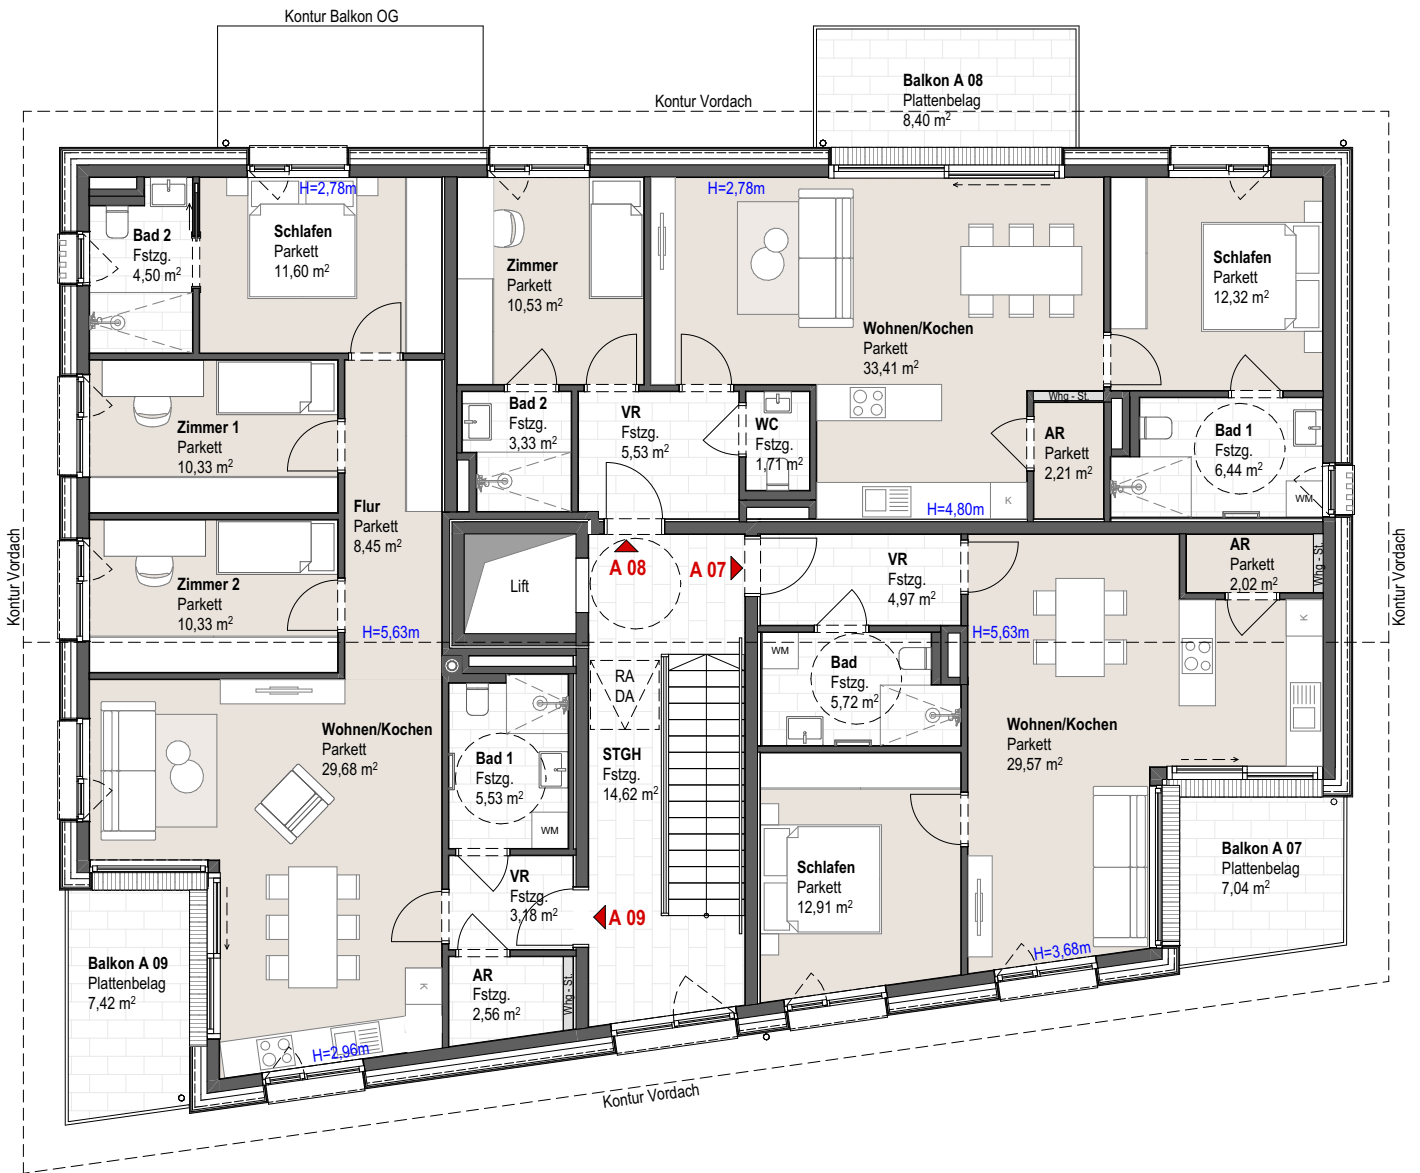 Kontur Balkon OG
Kontur Vordach
Balkon A 08
Plattenbelag
8,40 m²
H=2,78m
H=2,78m
Bad 2
Fstzg.
4,50 m²
Schlafen
Parkett
11,60 m²
Zimmer
Parkett
10,53 m²
Wohnen/Kochen
Parkett
33,41 m²
Schlafen
Parkett
12,32 m²
Zimmer 1
Parkett
10,33 m²
Bad 2
Fstzg.
3,33 m²
VR
Fstzg.
5,53 m²
WC
Fstzg.
1,71 m²
Whg - St.
AR
Parkett
2,21 m²
Bad 1
Fstzg.
6,44 m²
WM
K
H=4,80m
Flur
Parkett
8,45 m²
Kontur Vordach
Kontur Vordach
Zimmer 2
Parkett
10,33 m²
Lift
A 08
A 07
VR
Fstzg.
4,97 m²
AR
Parkett
2,02 m²
Whg - St.
K
H=5,63m
H=5,63m
WM
Bad
Fstzg.
5,72 m²
RA
DA
Wohnen/Kochen
Parkett
29,68 m²
Bad 1
Fstzg.
5,53 m²
WM
STGH
Fstzg.
14,62 m²
Wohnen/Kochen
Parkett
29,57 m²
Schlafen
Parkett
12,91 m²
Balkon A 07
Plattenbelag
7,04 m²
VR
Fstzg.
3,18 m²
A 09
H=3,68m
Balkon A 09
Plattenbelag
7,42 m²
K
AR
Fstzg.
2,56 m²
Whg - St.
H=2,96m
Kontur Vordach